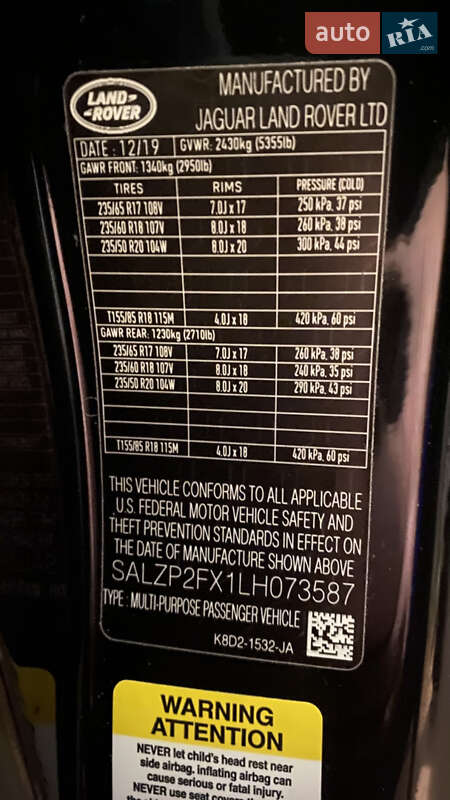 auto RIA .com
LAND-
-ROVER
MANUFACTURED BY
JAGUAR LAND ROVER LTD
DATE : 12/19 GVWR: 2430kg (5355lb)
GAWR FRONT: 1340kg (2950lb)
TIRES RIMS PRESSURE (COLD)
235/65 R17 108V 7.0J x 17 250 kPa, 37 psi
235/60 R18 107V 8.0J x 18 260 kPa, 38 psi
235/50 R20 104W 8.0J x 20 300 kPa, 44 psi
T155/85 R18 115M 4.0J x 18 420 kPa, 60 psi
GAWR REAR: 1230kg (2710lb)
235/65 R17 108V 7.0J x 17 260 kPa, 38 psi
235/60 R18 107V 8.0J x 18 240 kPa, 35 psi
235/50 R20 104W 8.0J x 20 290 kPa, 43 psi
T155/85 R18 115M 4.0J x 18 420 kPa, 60 psi
THIS VEHICLE CONFORMS TO ALL APPLICABLE
U.S. FEDERAL MOTOR VEHICLE SAFETY AND
THEFT PREVENTION STANDARDS IN EFFECT ON
THE DATE OF MANUFACTURE SHOWN ABOVE
SALZP2FX1LH073587
TYPE : MULTI-PURPOSE PASSENGER VEHICLE
K8D2-1532-JA
WARNING
ATTENTION
NEVER let child's head rest near
side airbag. inflating airbag can
cause serious or fatal injury.
NEVER use seat covers